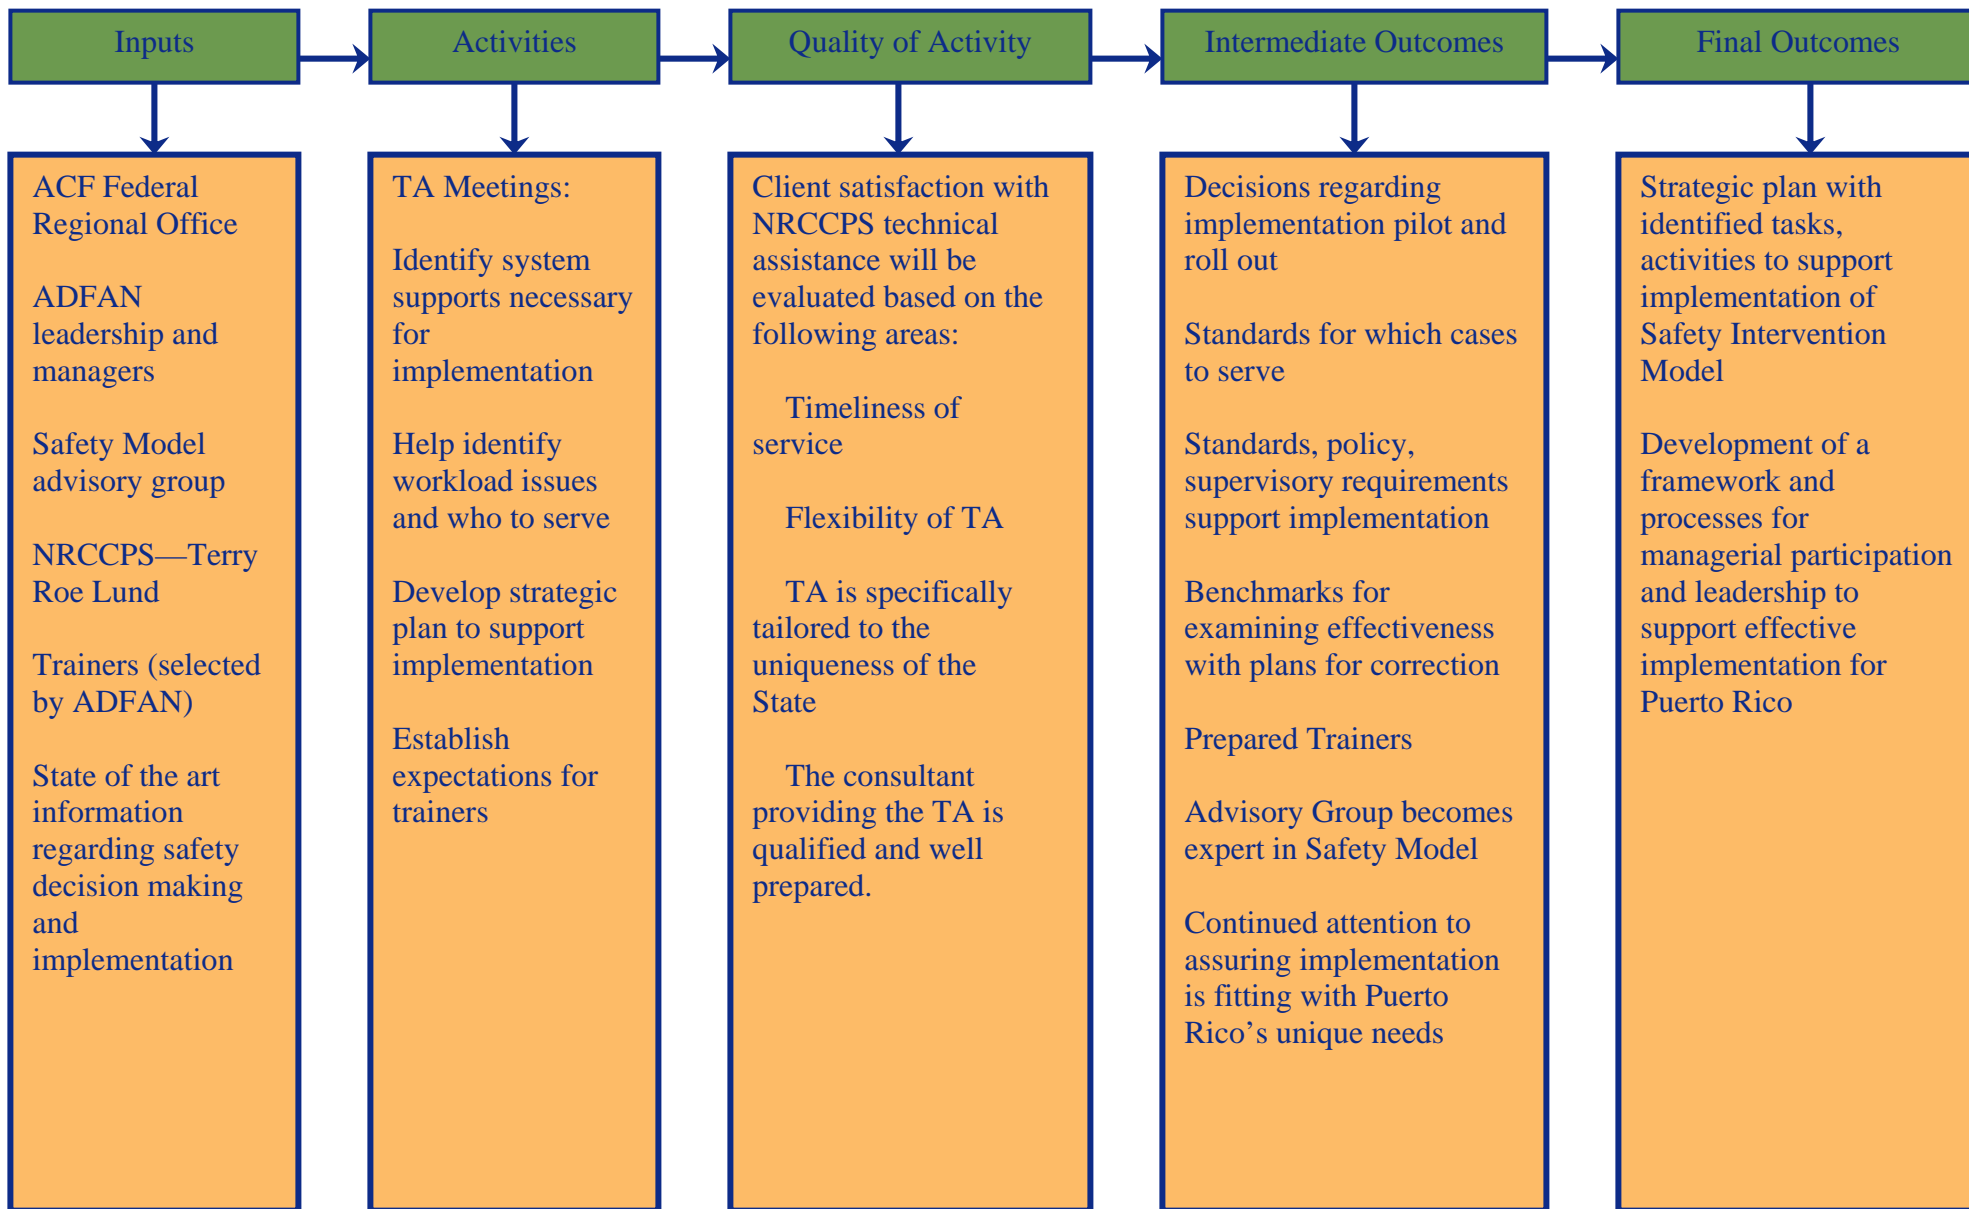 Inputs
Activities
Quality of Activity
Intermediate Outcomes
Final Outcomes
ACF Federal
Regional Office
ADFAN
leadership and
managers
Safety Model
advisory group
NRCCPS—Terry
Roe Lund
Trainers (selected
by ADFAN)
State of the art
information
regarding safety
decision making
and
implementation
TA Meetings:
Identify system
supports necessary
for
implementation
Help identify
workload issues
and who to serve
Develop strategic
plan to support
implementation
Establish
expectations for
trainers
Client satisfaction with
NRCCPS technical
assistance will be
evaluated based on the
following areas:
Timeliness of
service
Flexibility of TA
TA is specifically
tailored to the
uniqueness of the
State
The consultant
providing the TA is
qualified and well
prepared.
Decisions regarding
implementation pilot and
roll out
Standards for which cases
to serve
Standards, policy,
supervisory requirements
support implementation
Benchmarks for
examining effectiveness
with plans for correction
Prepared Trainers
Advisory Group becomes
expert in Safety Model
Continued attention to
assuring implementation
is fitting with Puerto
Rico’s unique needs
Strategic plan with
identified tasks,
activities to support
implementation of
Safety Intervention
Model
Development of a
framework and
processes for
managerial participation
and leadership to
support effective
implementation for
Puerto Rico